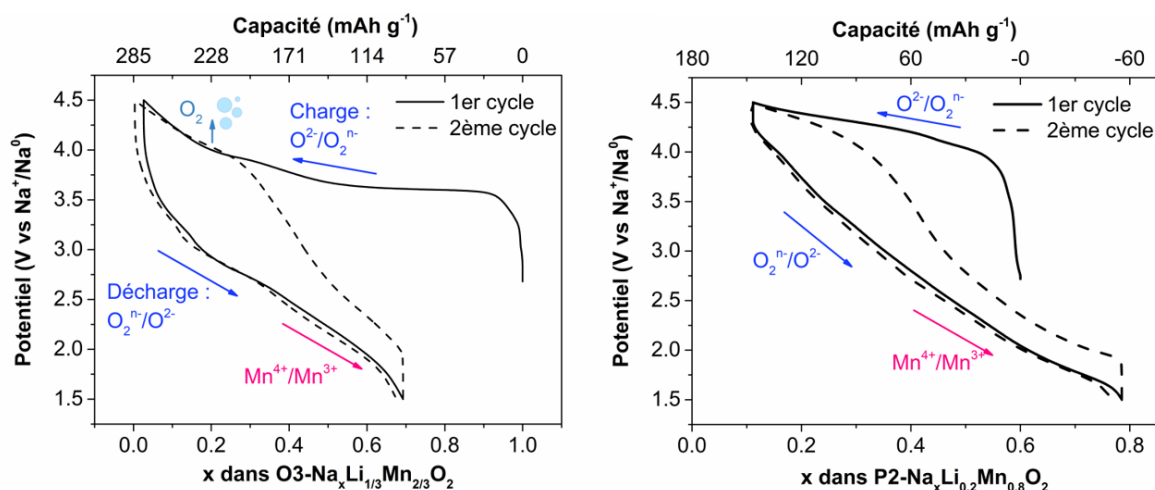 Capacité (mAh g⁻¹)
285 228 171 114 57 0
4.5
4.0
3.5
3.0
2.5
2.0
1.5
Potentiel (V vs Na⁺/Na⁰)
O₂
Charge :
O²⁻/O₂ⁿ⁻
1er cycle
2ème cycle
Décharge :
O₂ⁿ⁻/O²⁻
Mn⁴⁺/Mn³⁺
0.0 0.2 0.4 0.6 0.8 1.0
x dans O3-NaₓLi₁/₃Mn₂/₃O₂
Capacité (mAh g⁻¹)
180 120 60 -0 -60
4.5
4.0
3.5
3.0
2.5
2.0
1.5
Potentiel (V vs Na⁺/Na⁰)
O²⁻/O₂ⁿ⁻
1er cycle
2ème cycle
O₂ⁿ⁻/O²⁻
Mn⁴⁺/Mn³⁺
0.0 0.2 0.4 0.6 0.8
x dans P2-NaₓLi₀.₂Mn₀.₈O₂